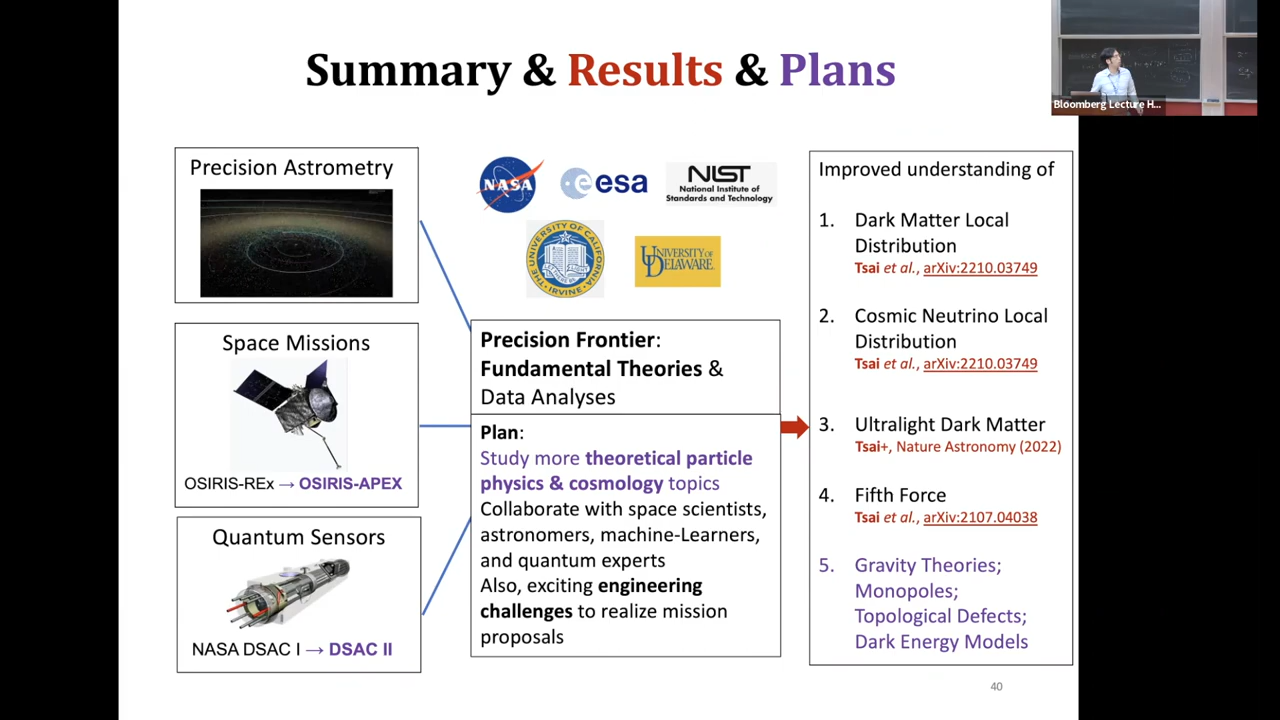 Summary & Results & Plans
Bloomberg Lecture H...
Precision Astrometry
Space Missions
OSIRIS-REx → OSIRIS-APEX
Quantum Sensors
NASA DSAC I → DSAC II
NASA
esa
NIST
National Institute of
Standards and Technology
THE UNIVERSITY OF CALIFORNIA
IRVINE
UNIVERSITY OF
DELAWARE
Precision Frontier:
Fundamental Theories &
Data Analyses
Plan:
Study more theoretical particle
physics & cosmology topics
Collaborate with space scientists,
astronomers, machine-Learners,
and quantum experts
Also, exciting engineering
challenges to realize mission
proposals
Improved understanding of
1. Dark Matter Local
Distribution
Tsai et al., arXiv:2210.03749
2. Cosmic Neutrino Local
Distribution
Tsai et al., arXiv:2210.03749
3. Ultralight Dark Matter
Tsai+, Nature Astronomy (2022)
4. Fifth Force
Tsai et al., arXiv:2107.04038
5. Gravity Theories;
Monopoles;
Topological Defects;
Dark Energy Models
40